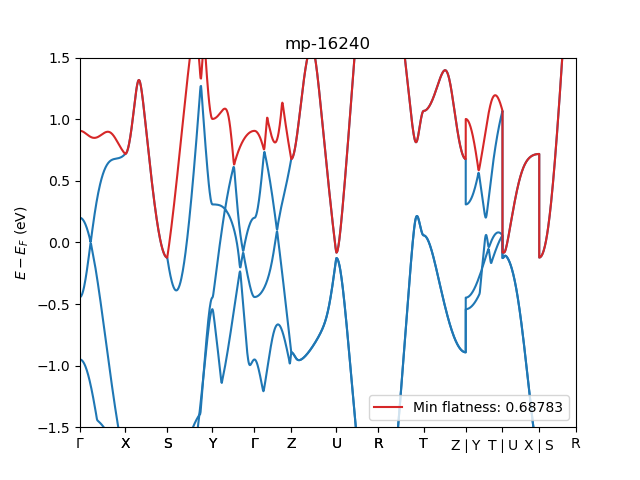 mp-16240
E − E_F (eV)
1.5
1.0
0.5
0.0
−0.5
−1.0
−1.5
Min flatness: 0.68783
Γ X S Y Γ Z U R T Z | Y T | U X | S R